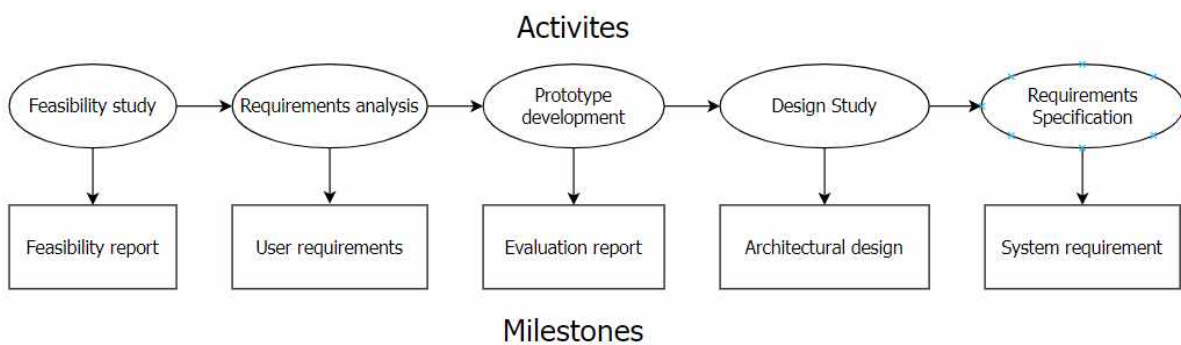 Activites
Feasibility study
Requirements analysis
Prototype
development
Design Study
Requirements
Specification
Feasibility report
User requirements
Evaluation report
Architectural design
System requirement
Milestones